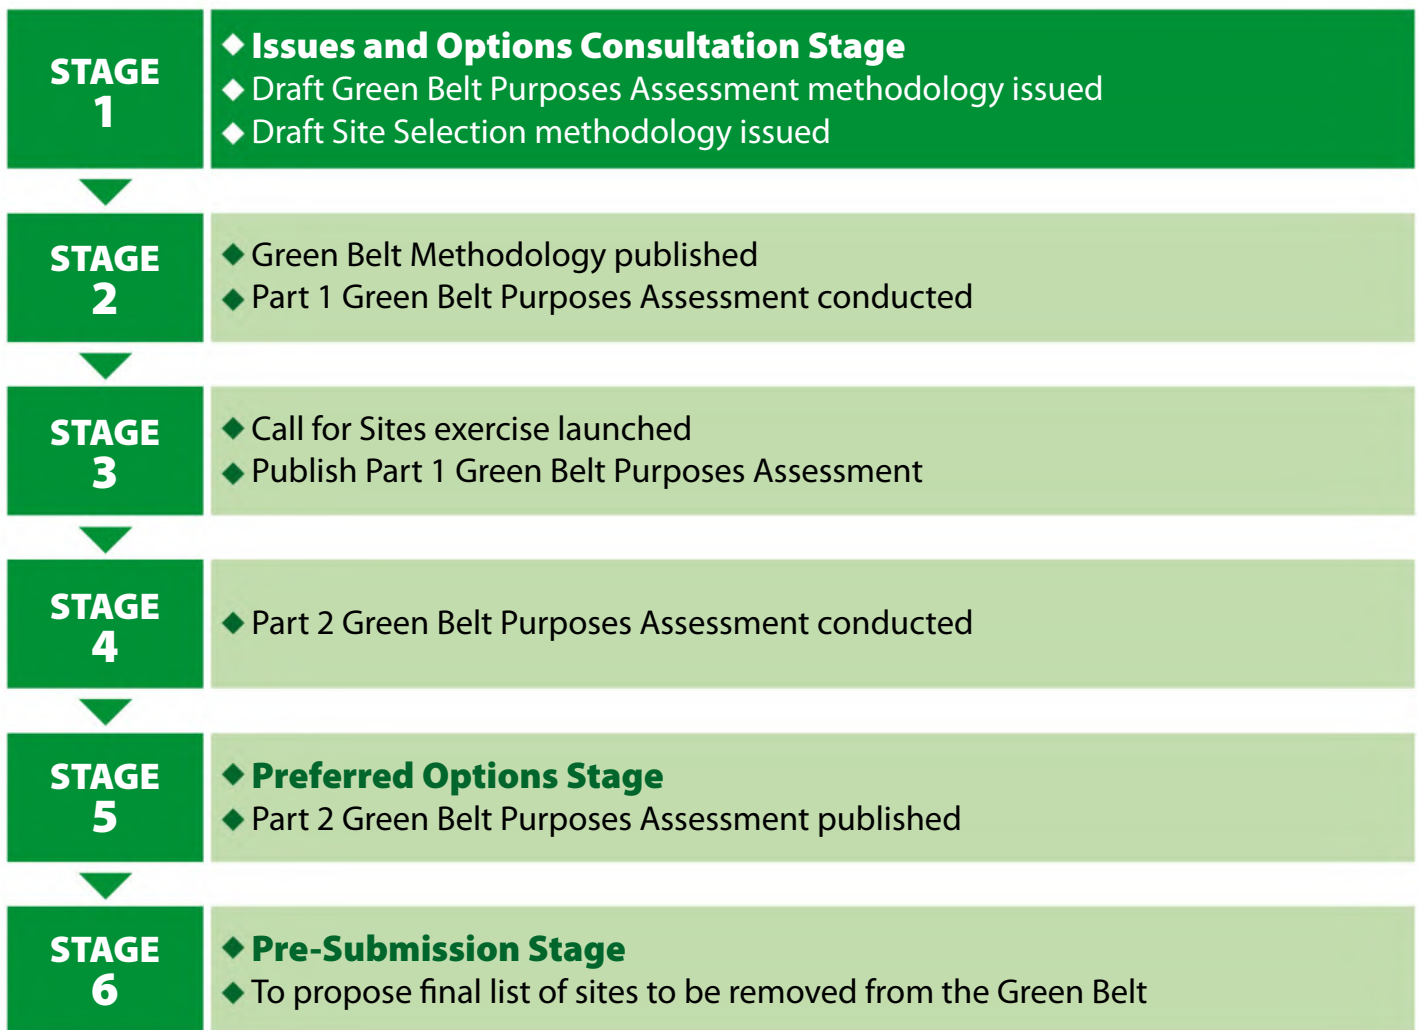 STAGE
1
Issues and Options Consultation Stage
Draft Green Belt Purposes Assessment methodology issued
Draft Site Selection methodology issued
STAGE
2
Green Belt Methodology published
Part 1 Green Belt Purposes Assessment conducted
STAGE
3
Call for Sites exercise launched
Publish Part 1 Green Belt Purposes Assessment
STAGE
4
Part 2 Green Belt Purposes Assessment conducted
STAGE
5
Preferred Options Stage
Part 2 Green Belt Purposes Assessment published
STAGE
6
Pre-Submission Stage
To propose final list of sites to be removed from the Green Belt